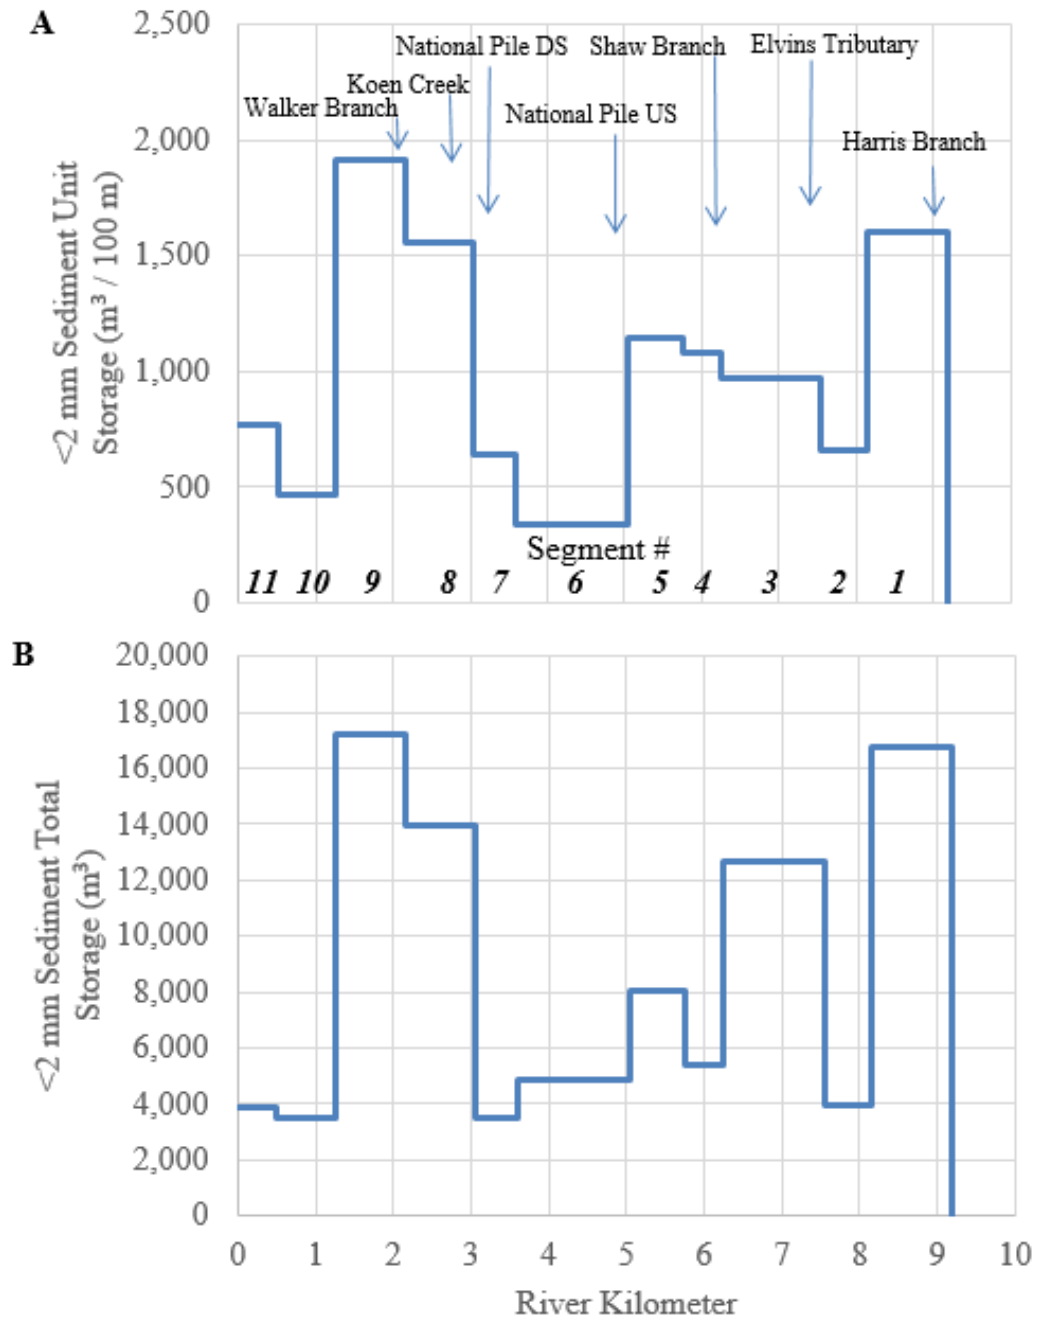 A
2,500
2,000
1,500
1,000
500
0
<2 mm Sediment Unit
Storage (m³ / 100 m)
National Pile DS
Shaw Branch
Elvins Tributary
Koen Creek
Walker Branch
National Pile US
Harris Branch
Segment #
11 10 9 8 7 6 5 4 3 2 1
B
20,000
18,000
16,000
14,000
12,000
10,000
8,000
6,000
4,000
2,000
0
<2 mm Sediment Total
Storage (m³)
0 1 2 3 4 5 6 7 8 9 10
River Kilometer